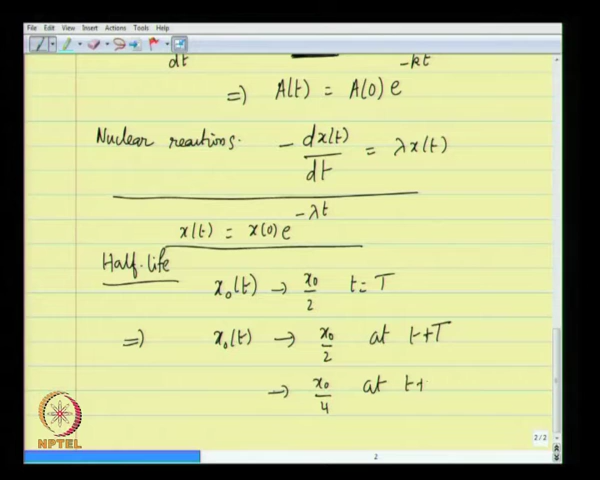 File Edit View Insert Actions Tools Help
dt -kt
=) A(t) = A(0) e
Nuclear reactions. - dx(t)/dt = λx(t)
x(t) = x(0) e^-λt
Half-life
x₀(t) → x₀/2 t = T
=) x₀(t) → x₀/2 at t+T
→ x₀/4 at t+
NPTEL
2/2
2